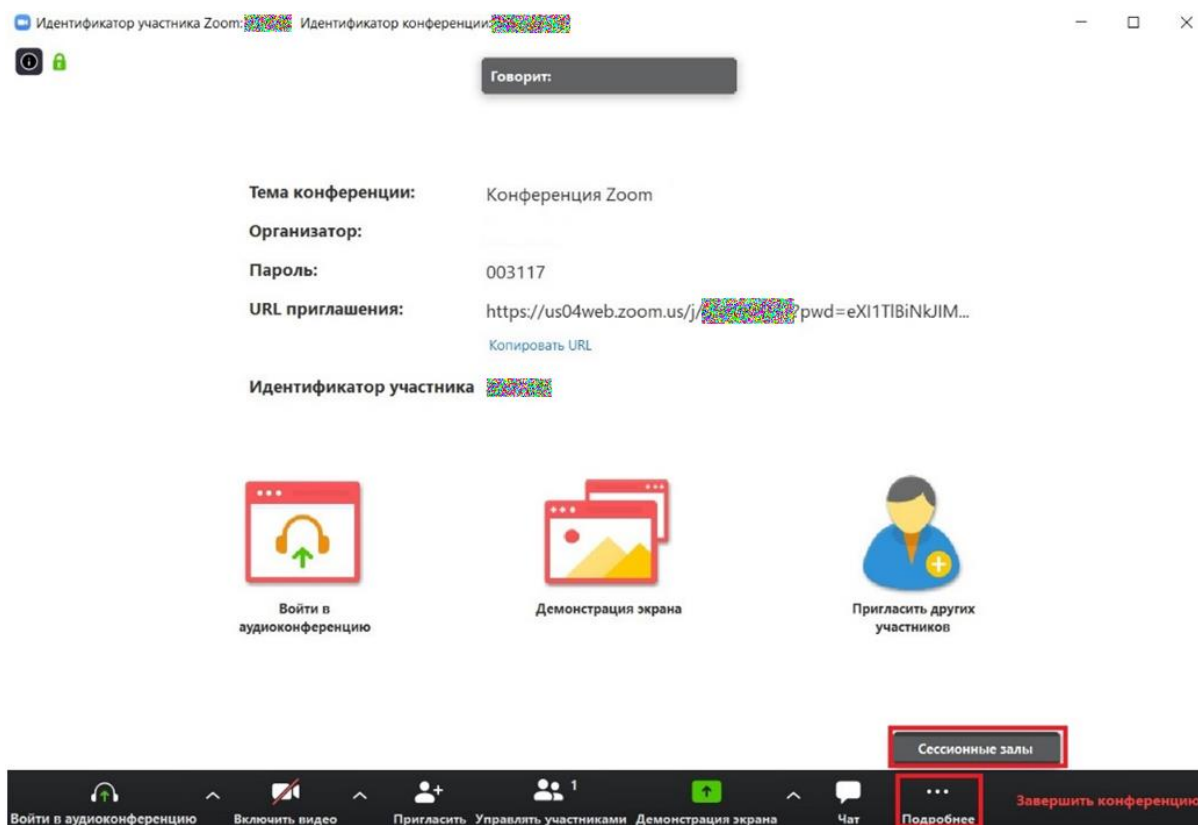 Идентификатор участника Zoom: Идентификатор конференции:
Говорит:
Тема конференции: Конференция Zoom
Организатор:
Пароль: 003117
URL приглашения: https://us04web.zoom.us/j/ ?pwd=eXI1TlBiNkJIM...
Копировать URL
Идентификатор участника
Войти в
аудиоконференцию
Демонстрация экрана
Пригласить других
участников
Сессионные залы
1
Войти в аудиоконференцию Включить видео Пригласить Управлять участниками Демонстрация экрана Чат Подробнее Завершить конференцию